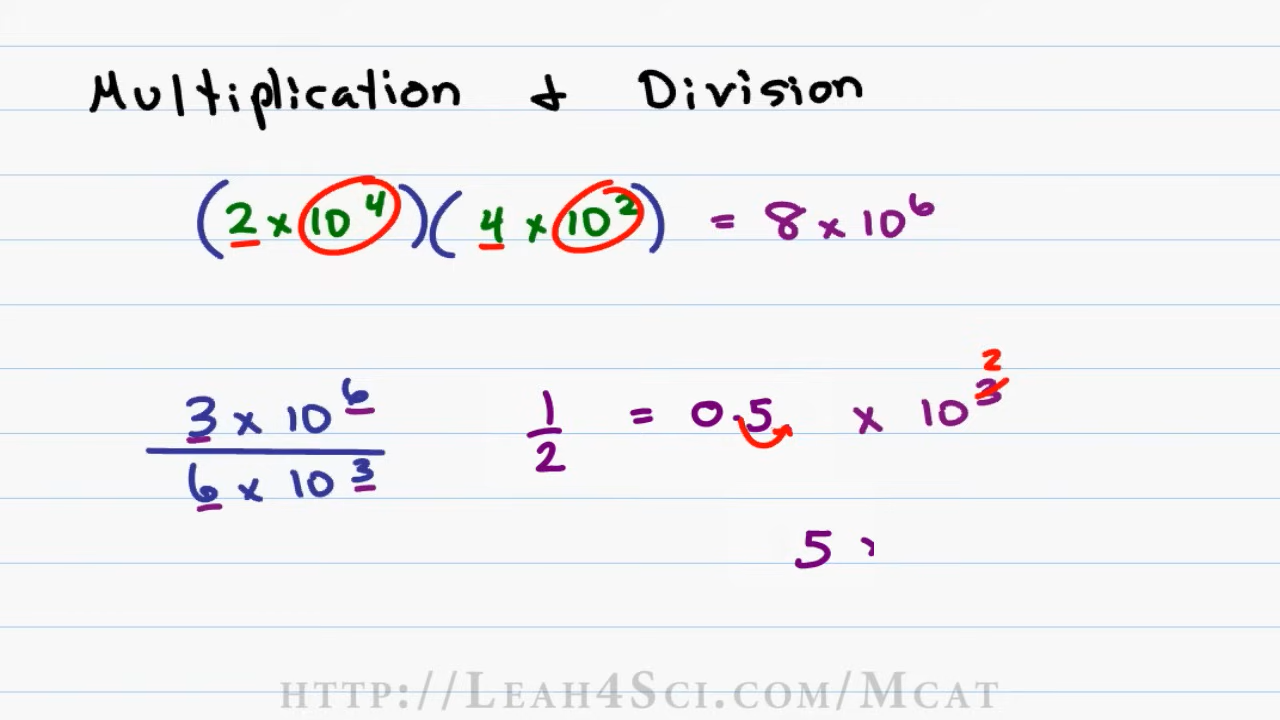 Multiplication & Division
(2 x 10^4)(4 x 10^2) = 8 x 10^6
3 x 10^6 / 6 x 10^3   1/2 = 0.5 x 10^3 2
5 x
HTTP://LEAH4SCI.COM/MCAT